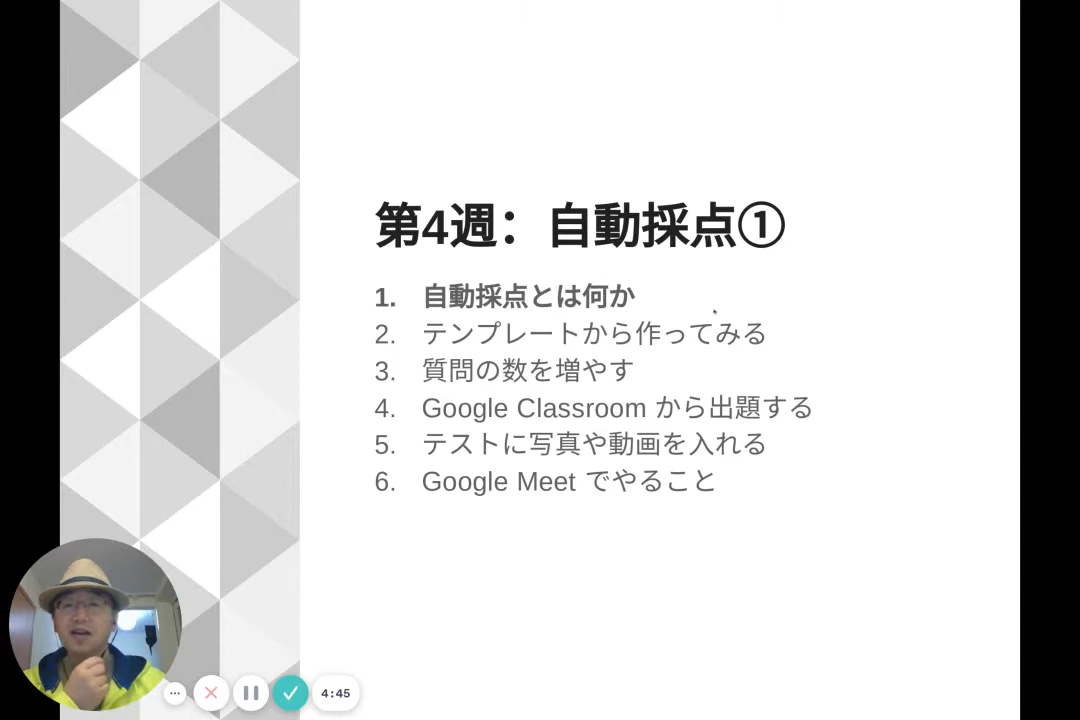 第4週：自動採点①
1. 自動採点とは何か
2. テンプレートから作ってみる
3. 質問の数を増やす
4. Google Classroom から出題する
5. テストに写真や動画を入れる
6. Google Meet でやること
4:45